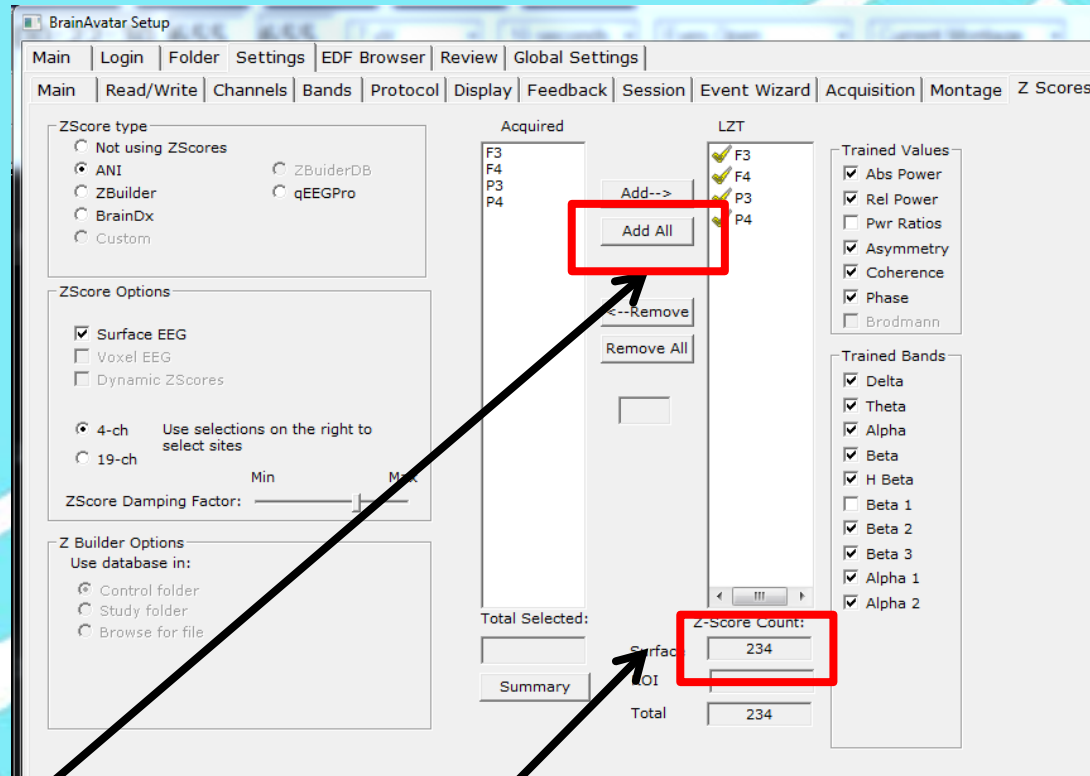 BrainAvatar Setup
Main Login Folder Settings EDF Browser Review Global Settings
Main Read/Write Channels Bands Protocol Display Feedback Session Event Wizard Acquisition Montage Z Scores
ZScore type
Not using ZScores
ANI ZBuiderDB
ZBuilder qEEGPro
BrainDx
Custom
ZScore Options
Surface EEG
Voxel EEG
Dynamic ZScores
4-ch Use selections on the right to
select sites
19-ch
Min Max
ZScore Damping Factor:
Z Builder Options
Use database in:
Control folder
Study folder
Browse for file
Acquired
F3
F4
P3
P4
Total Selected:
Summary
Add-->
Add All
<--Remove
Remove All
LZT
F3
F4
P3
P4
Z-Score Count:
Surface 234
ROI
Total 234
Trained Values
Abs Power
Rel Power
Pwr Ratios
Asymmetry
Coherence
Phase
Brodmann
Trained Bands
Delta
Theta
Alpha
Beta
H Beta
Beta 1
Beta 2
Beta 3
Alpha 1
Alpha 2